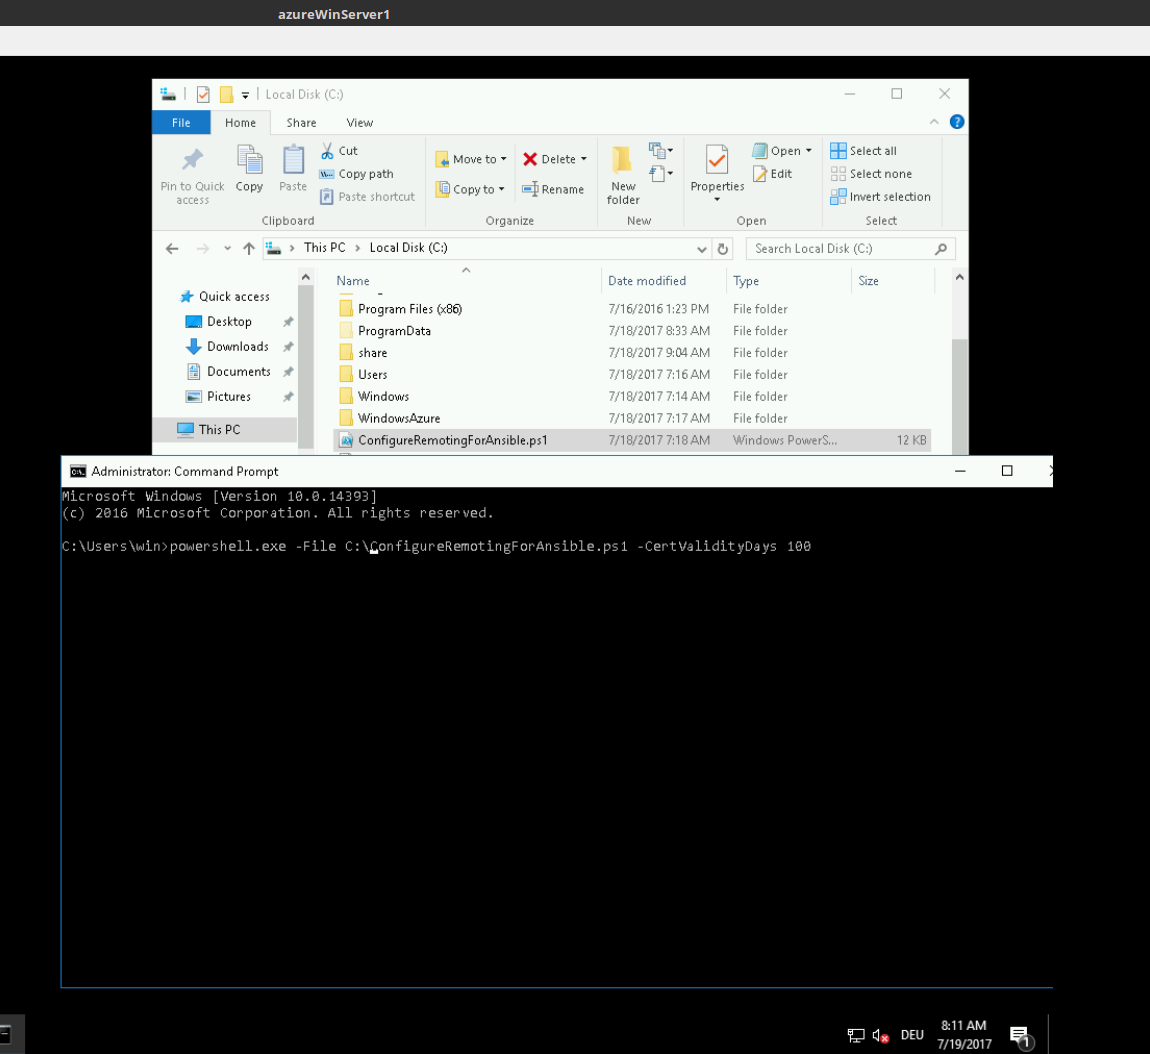 azureWinServer1
Local Disk (C:)
File Home Share View
Pin to Quick access
Copy
Paste
Cut
Copy path
Paste shortcut
Clipboard
Move to
Copy to
Delete
Rename
Organize
New folder
New
Properties
Open
Edit
Open
Select all
Select none
Invert selection
Select
This PC > Local Disk (C:)
Search Local Disk (C:)
Quick access
Desktop
Downloads
Documents
Pictures
This PC
Name Date modified Type Size
Program Files (x86) 7/16/2016 1:23 PM File folder
ProgramData 7/18/2017 8:33 AM File folder
share 7/18/2017 9:04 AM File folder
Users 7/18/2017 7:16 AM File folder
Windows 7/18/2017 7:14 AM File folder
WindowsAzure 7/18/2017 7:17 AM File folder
ConfigureRemotingForAnsible.ps1 7/18/2017 7:18 AM Windows PowerS... 12 KB
Administrator: Command Prompt
Microsoft Windows [Version 10.0.14393]
(c) 2016 Microsoft Corporation. All rights reserved.
C:\Users\win>powershell.exe -File C:\ConfigureRemotingForAnsible.ps1 -CertValidityDays 100
DEU
8:11 AM
7/19/2017
1